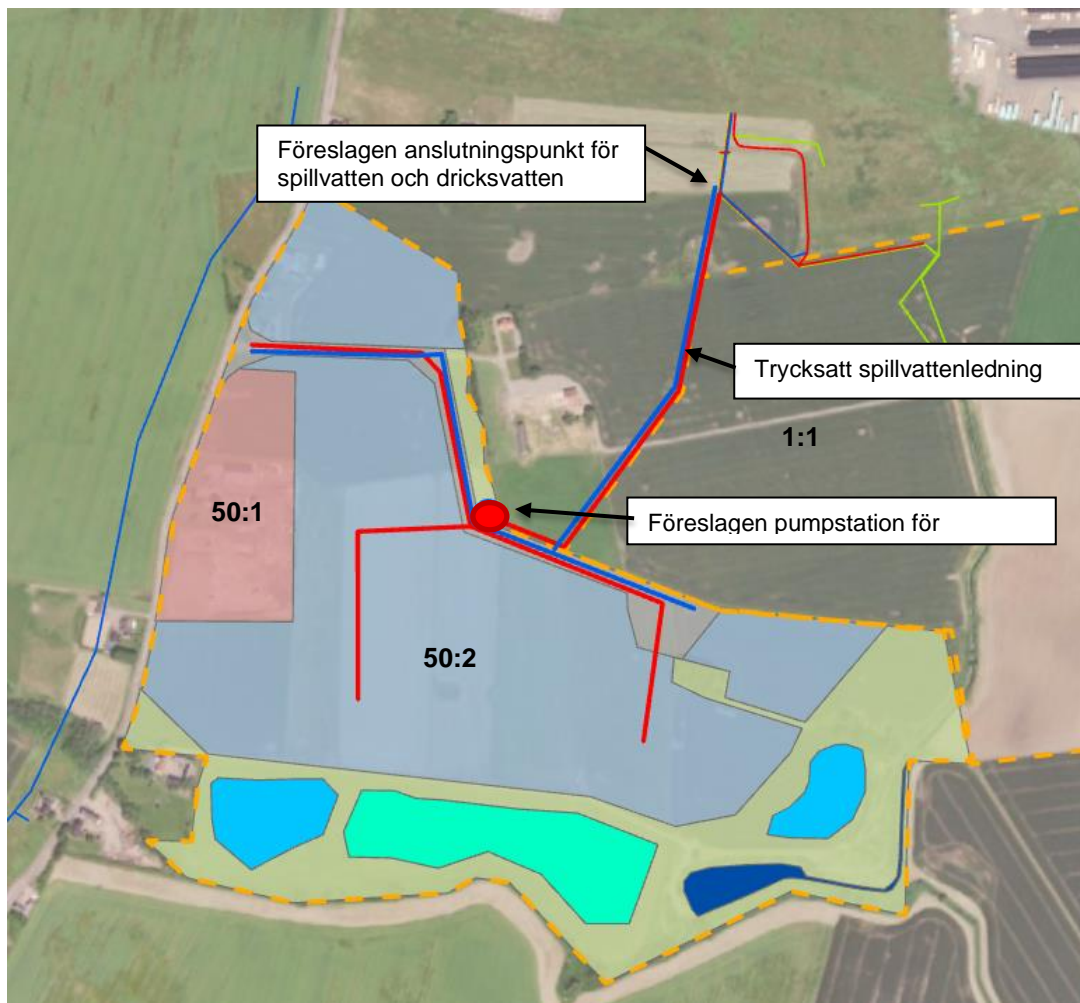 Föreslagen anslutningspunkt för
spillvatten och dricksvatten
Trycksatt spillvattenledning
1:1
50:1
Föreslagen pumpstation för
50:2